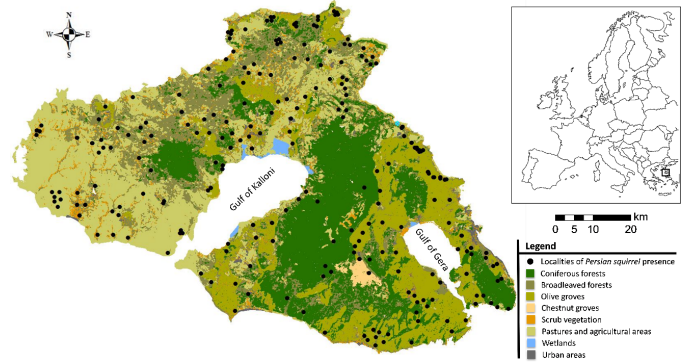 N
W E
S
Gulf of Kalloni
Gulf of Gera
km
0 5 10 20
Legend
Localities of Persian squirrel presence
Coniferous forests
Broadleaved forests
Olive groves
Chestnut groves
Scrub vegetation
Pastures and agricultural areas
Wetlands
Urban areas